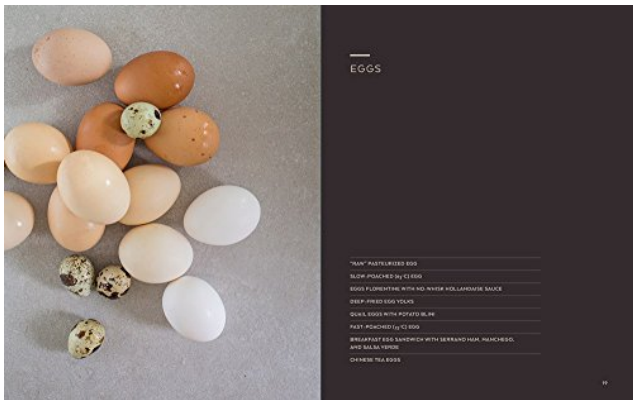 EGGS
"RAW" PASTEURIZED EGG
SLOW-POACHED EGG
EGGS FLORENTINE WITH NO-WHISK HOLLANDAISE SAUCE
DEEP-FRIED EGG YOLKS
QUAIL EGGS WITH POTATO BLINI
FAST-POACHED EGG
BREAKFAST EGG SANDWICH WITH SERRANO HAM, MANCHEGO,
AND SALSA VERDE
CHINESE TEA EGGS